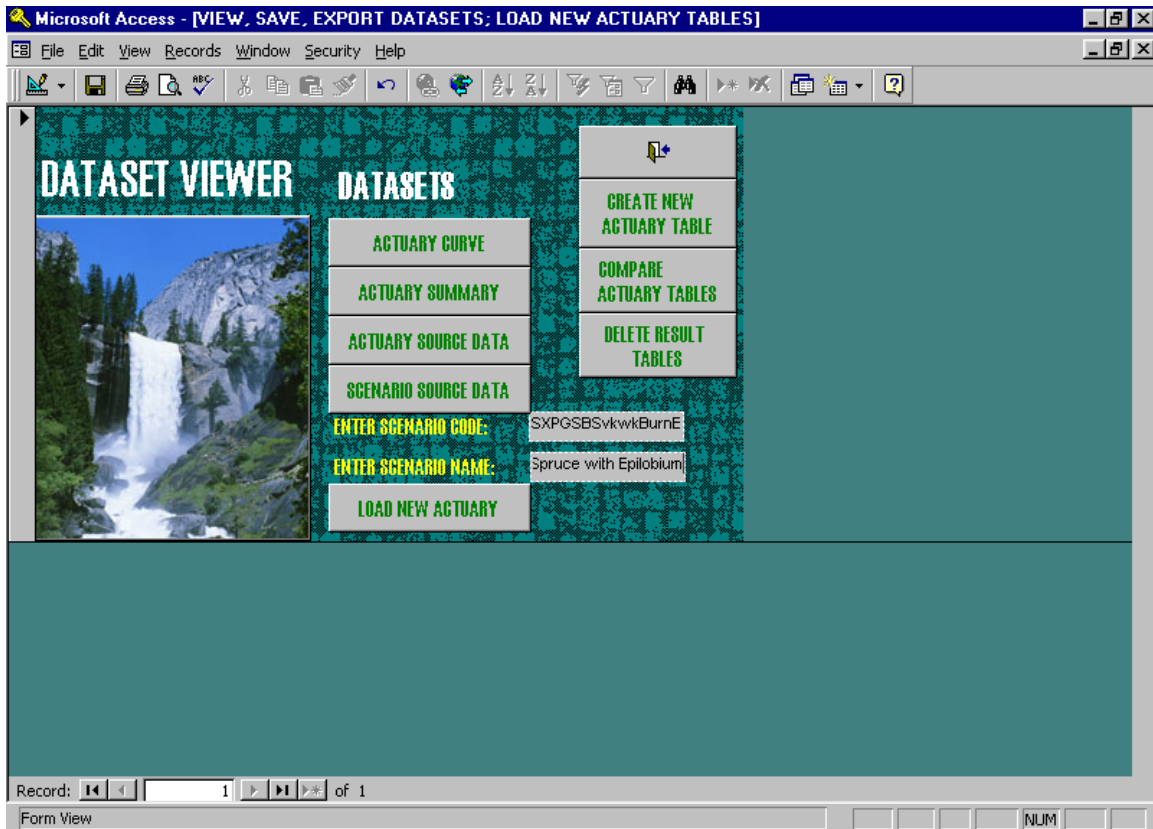 Microsoft Access - [VIEW, SAVE, EXPORT DATASETS; LOAD NEW ACTUARY TABLES]
File Edit View Records Window Security Help
DATASET VIEWER
DATASETS
ACTUARY CURVE
ACTUARY SUMMARY
ACTUARY SOURCE DATA
SCENARIO SOURCE DATA
ENTER SCENARIO CODE: SXPGSBSvkwkBurnE
ENTER SCENARIO NAME: Spruce with Epilobium
LOAD NEW ACTUARY
CREATE NEW
ACTUARY TABLE
COMPARE
ACTUARY TABLES
DELETE RESULT
TABLES
Record: 1 of 1
Form View NUM